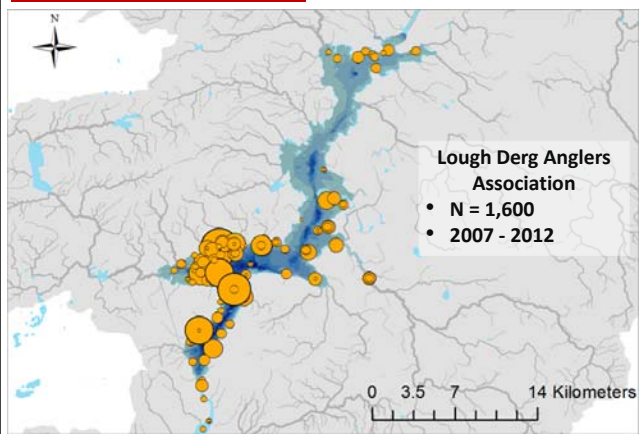 N
Lough Derg Anglers
Association
• N = 1,600
• 2007 - 2012
0 3.5 7 14 Kilometers